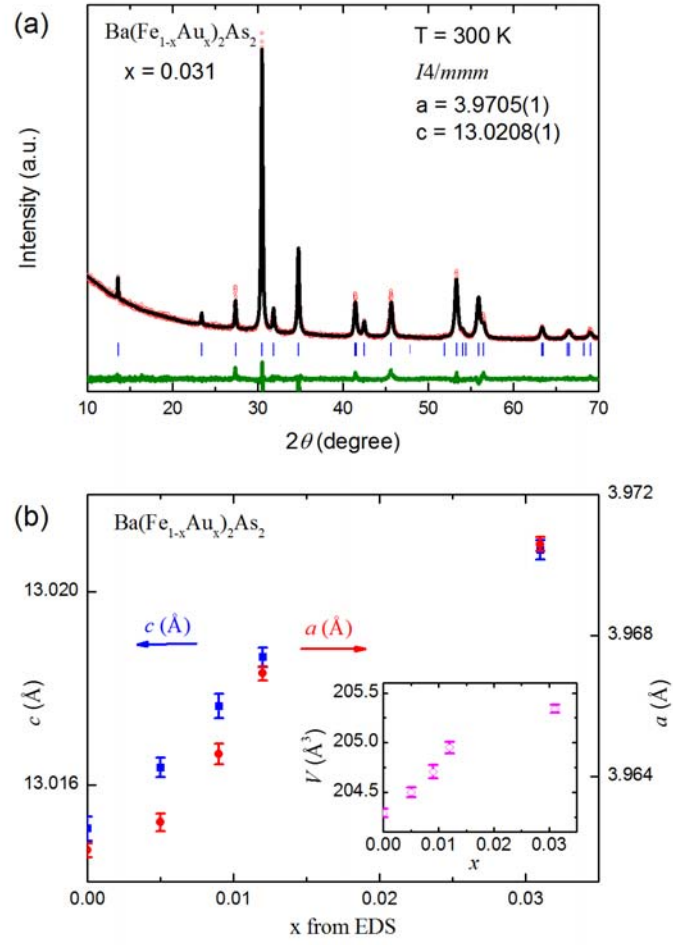 (a)
Ba(Fe₁₋ₓAuₓ)₂As₂
x = 0.031
T = 300 K
I4/mmm
a = 3.9705(1)
c = 13.0208(1)
Intensity (a.u.)
10 20 30 40 50 60 70
2θ (degree)
(b)
Ba(Fe₁₋ₓAuₓ)₂As₂
3.972
13.020
c (Å)
a (Å)
3.968
c (Å)
a (Å)
205.5
205.0
204.5
V (Å³)
0.00 0.01 0.02 0.03
x
13.016
3.964
0.00 0.01 0.02 0.03
x from EDS